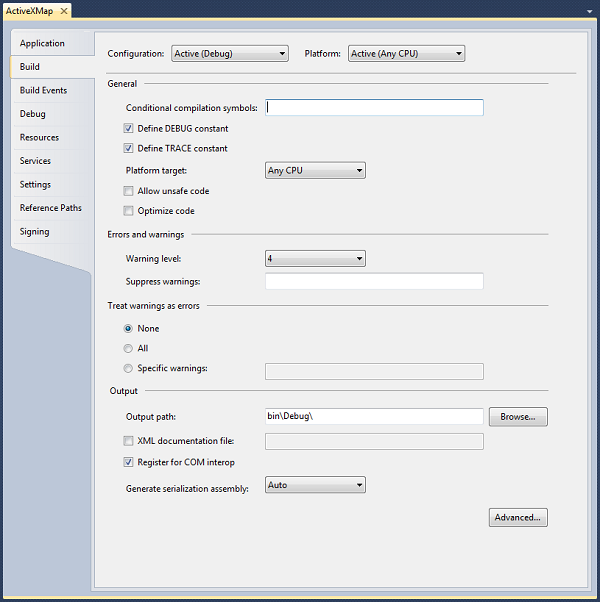 ActiveXMap
Application
Build
Build Events
Debug
Resources
Services
Settings
Reference Paths
Signing
Configuration: Active (Debug) Platform: Active (Any CPU)
General
Conditional compilation symbols:
Define DEBUG constant
Define TRACE constant
Platform target: Any CPU
Allow unsafe code
Optimize code
Errors and warnings
Warning level: 4
Suppress warnings:
Treat warnings as errors
None
All
Specific warnings:
Output
Output path: bin\Debug\ Browse...
XML documentation file:
Register for COM interop
Generate serialization assembly: Auto
Advanced...